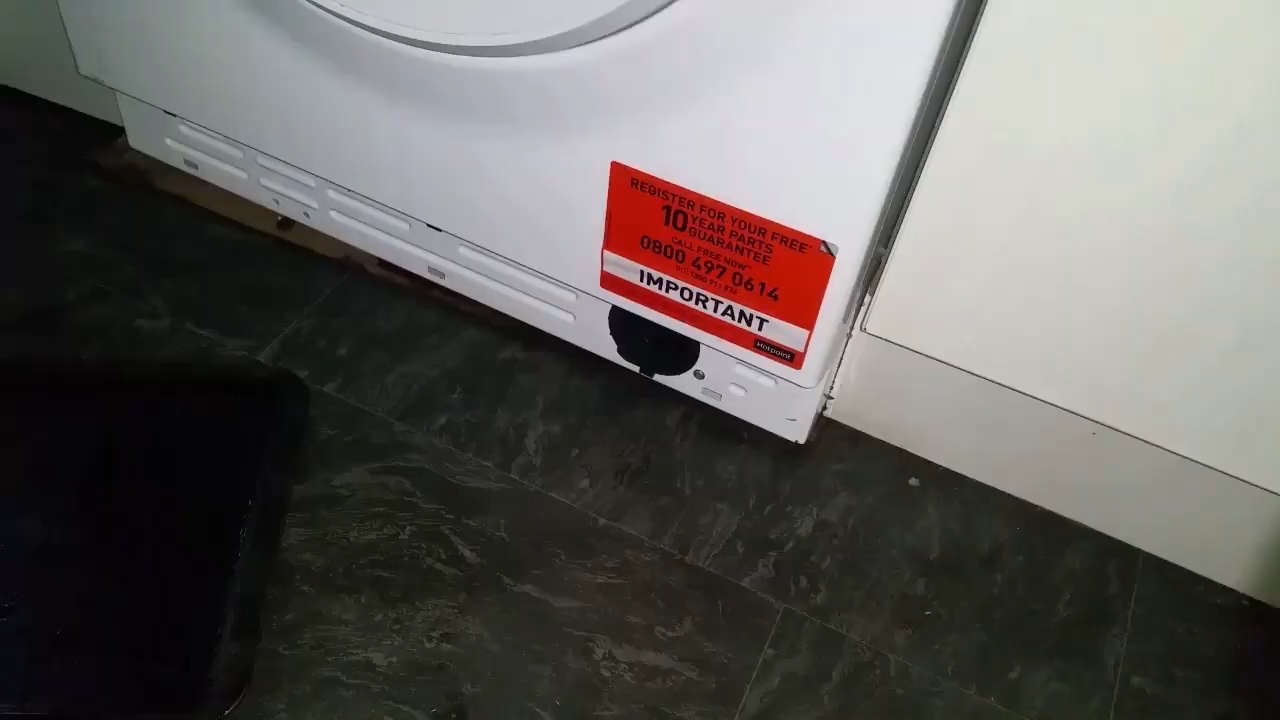 REGISTER FOR YOUR FREE*
10 YEAR PARTS
GUARANTEE
CALL FREE NOW**
0800 497 0614
IMPORTANT
Hotpoint